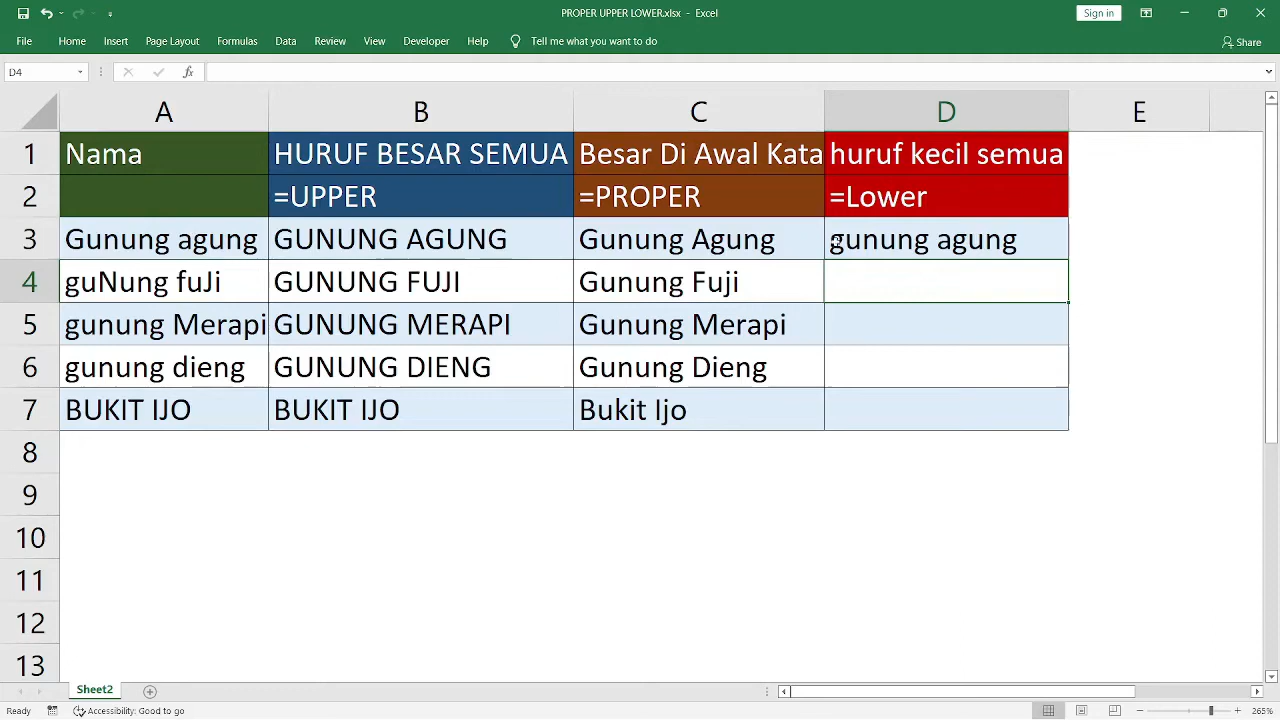 PROPER UPPER LOWER.xlsx - Excel
Sign in
File Home Insert Page Layout Formulas Data Review View Developer Help Tell me what you want to do Share
D4 fx
A B C D E
1 Nama HURUF BESAR SEMUA Besar Di Awal Kata huruf kecil semua
2 =UPPER =PROPER =Lower
3 Gunung agung GUNUNG AGUNG Gunung Agung gunung agung
4 guNung fuJi GUNUNG FUJI Gunung Fuji
5 gunung Merapi GUNUNG MERAPI Gunung Merapi
6 gunung dieng GUNUNG DIENG Gunung Dieng
7 BUKIT IJO BUKIT IJO Bukit Ijo
8
9
10
11
12
13
Sheet2
Ready Accessibility: Good to go 265%